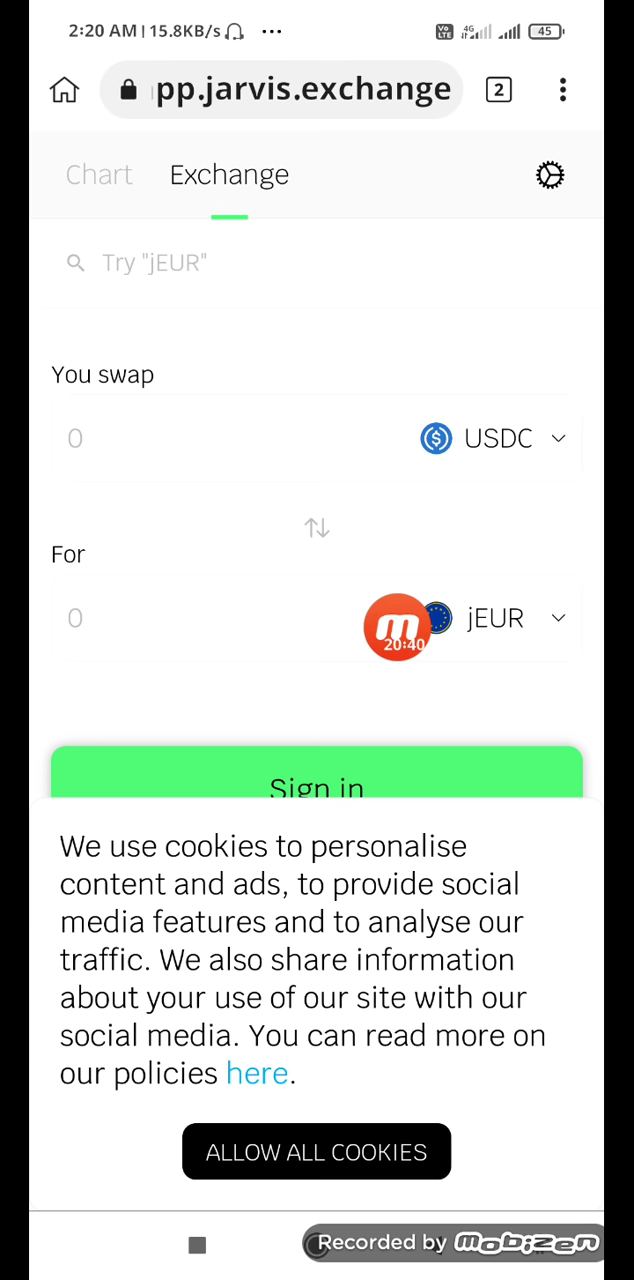 2:20 AM | 15.8KB/s ...
Vo LTE 4G 45
pp.jarvis.exchange 2
Chart Exchange
Try "jEUR"
You swap
0 USDC
For
0 jEUR
m 20:40
Sign in
We use cookies to personalise
content and ads, to provide social
media features and to analyse our
traffic. We also share information
about your use of our site with our
social media. You can read more on
our policies here.
ALLOW ALL COOKIES
Recorded by mobizen